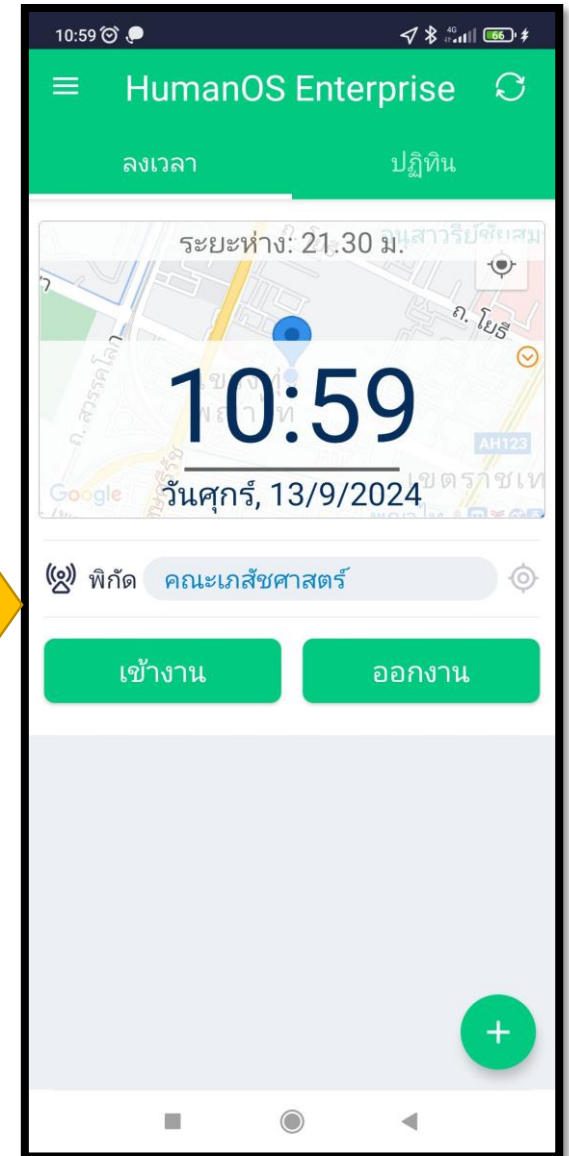 10:59
4G
66
HumanOS Enterprise
ลงเวลา
ปฏิทิน
ระยะห่าง: 21.30 ม.
ถ. โยธี
10:59
วันศุกร์, 13/9/2024
AH123
Google
พิกัด
คณะเภสัชศาสตร์
เข้างาน
ออกงาน
+